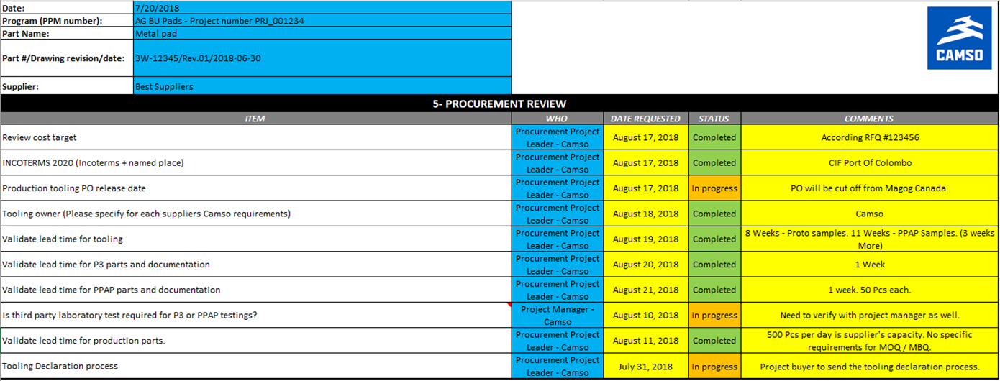 Date: 7/20/2018
Program (PPM number): AG BU Pads - Project number PRJ_001234
Part Name: Metal pad
Part #/Drawing revision/date: 3W-12345/Rev.01/2018-06-30
Supplier: Best Suppliers
CAMSO
5- PROCUREMENT REVIEW
ITEM WHO DATE REQUESTED STATUS COMMENTS
Review cost target Procurement Project August 17, 2018 Completed According RFQ #123456
Leader - Camso
INCOTERMS 2020 (Incoterms + named place) Procurement Project August 17, 2018 Completed CIF Port Of Colombo
Leader - Camso
Production tooling PO release date Procurement Project August 17, 2018 In progress PO will be cut off from Magog Canada.
Leader - Camso
Tooling owner (Please specify for each suppliers Camso requirements) Procurement Project August 18, 2018 Completed Camso
Leader - Camso
Validate lead time for tooling Procurement Project August 19, 2018 Completed 8 Weeks - Proto samples. 11 Weeks - PPAP Samples. (3 weeks
Leader - Camso More)
Validate lead time for P3 parts and documentation Procurement Project August 20, 2018 Completed 1 Week
Leader - Camso
Validate lead time for PPAP parts and documentation Procurement Project August 21, 2018 Completed 1 week. 50 Pcs each.
Leader - Camso
Is third party laboratory test required for P3 or PPAP testings? Project Manager - August 10, 2018 In progress Need to verify with project manager as well.
Camso
Validate lead time for production parts. Procurement Project August 11, 2018 Completed 500 Pcs per day is supplier's capacity. No specific
Leader - Camso requirements for MOQ / MBQ.
Tooling Declaration process Procurement Project July 31, 2018 In progress Project buyer to send the tooling declaration process.
Leader - Camso